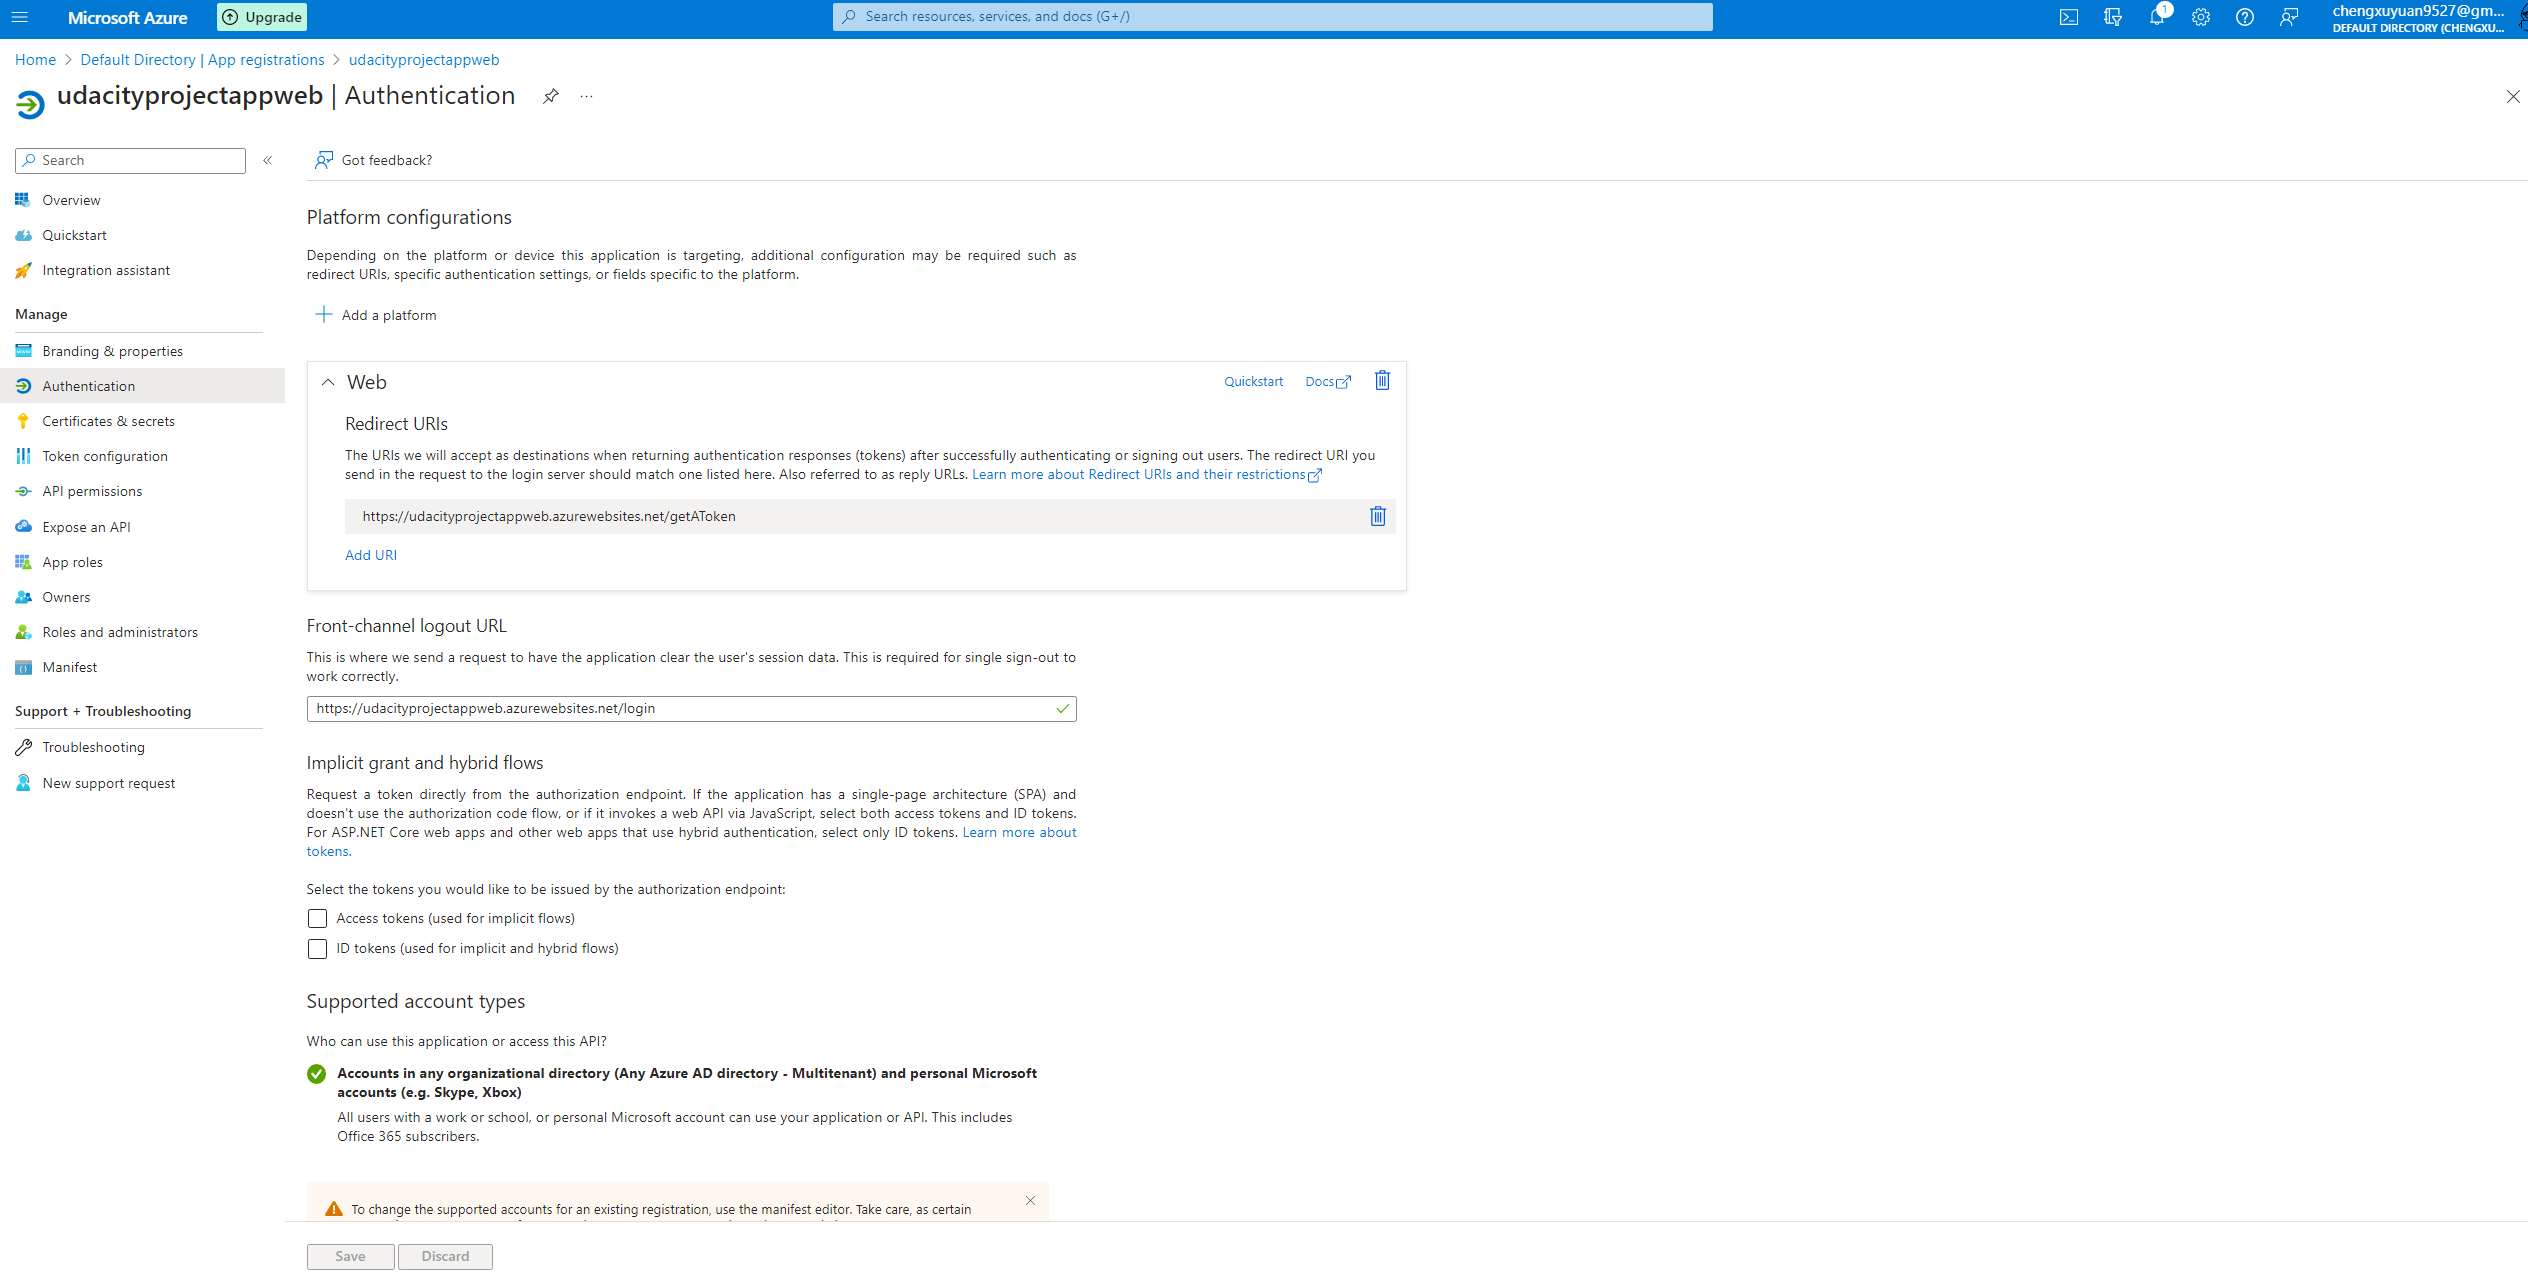 Microsoft Azure
Upgrade
Search resources, services, and docs (G+/)
1
chengxuyuan9527@gm...
DEFAULT DIRECTORY (CHENGXU...
Home > Default Directory | App registrations > udacityprojectappweb
udacityprojectappweb | Authentication
Search
«
Got feedback?
Overview
Quickstart
Integration assistant
Manage
Branding & properties
Authentication
Certificates & secrets
Token configuration
API permissions
Expose an API
App roles
Owners
Roles and administrators
Manifest
Support + Troubleshooting
Troubleshooting
New support request
Platform configurations
Depending on the platform or device this application is targeting, additional configuration may be required such as
redirect URIs, specific authentication settings, or fields specific to the platform.
Add a platform
Web
Quickstart
Docs
Redirect URIs
The URIs we will accept as destinations when returning authentication responses (tokens) after successfully authenticating or signing out users. The redirect URI you
send in the request to the login server should match one listed here. Also referred to as reply URLs. Learn more about Redirect URIs and their restrictions
https://udacityprojectappweb.azurewebsites.net/getAToken
Add URI
Front-channel logout URL
This is where we send a request to have the application clear the user's session data. This is required for single sign-out to
work correctly.
https://udacityprojectappweb.azurewebsites.net/login
Implicit grant and hybrid flows
Request a token directly from the authorization endpoint. If the application has a single-page architecture (SPA) and
doesn't use the authorization code flow, or if it invokes a web API via JavaScript, select both access tokens and ID tokens.
For ASP.NET Core web apps and other web apps that use hybrid authentication, select only ID tokens. Learn more about
tokens.
Select the tokens you would like to be issued by the authorization endpoint:
Access tokens (used for implicit flows)
ID tokens (used for implicit and hybrid flows)
Supported account types
Who can use this application or access this API?
Accounts in any organizational directory (Any Azure AD directory - Multitenant) and personal Microsoft
accounts (e.g. Skype, Xbox)
All users with a work or school, or personal Microsoft account can use your application or API. This includes
Office 365 subscribers.
To change the supported accounts for an existing registration, use the manifest editor. Take care, as certain
Save
Discard